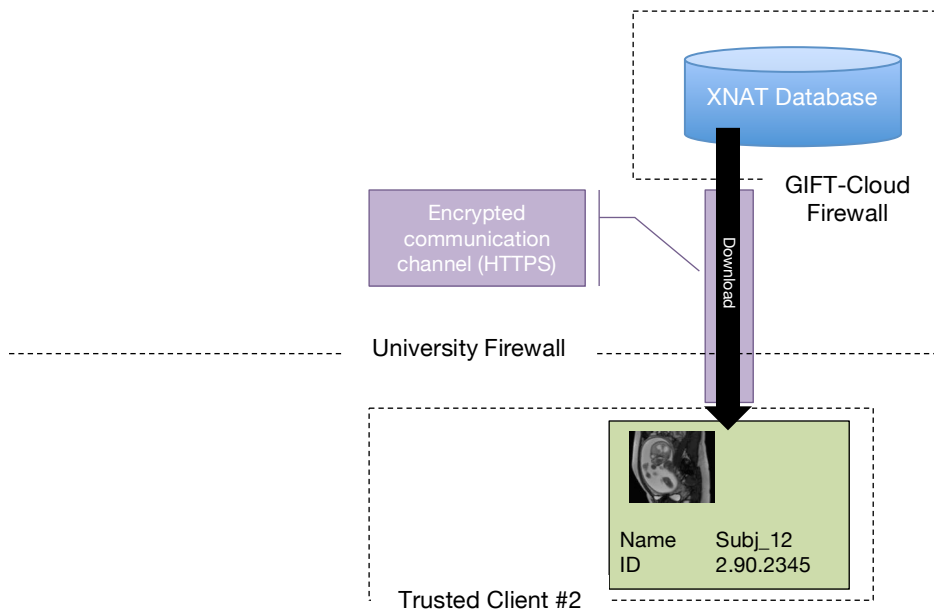 XNAT Database
GIFT-Cloud
Firewall
Encrypted
communication
channel (HTTPS)
Download
University Firewall
Name Subj_12
ID 2.90.2345
Trusted Client #2